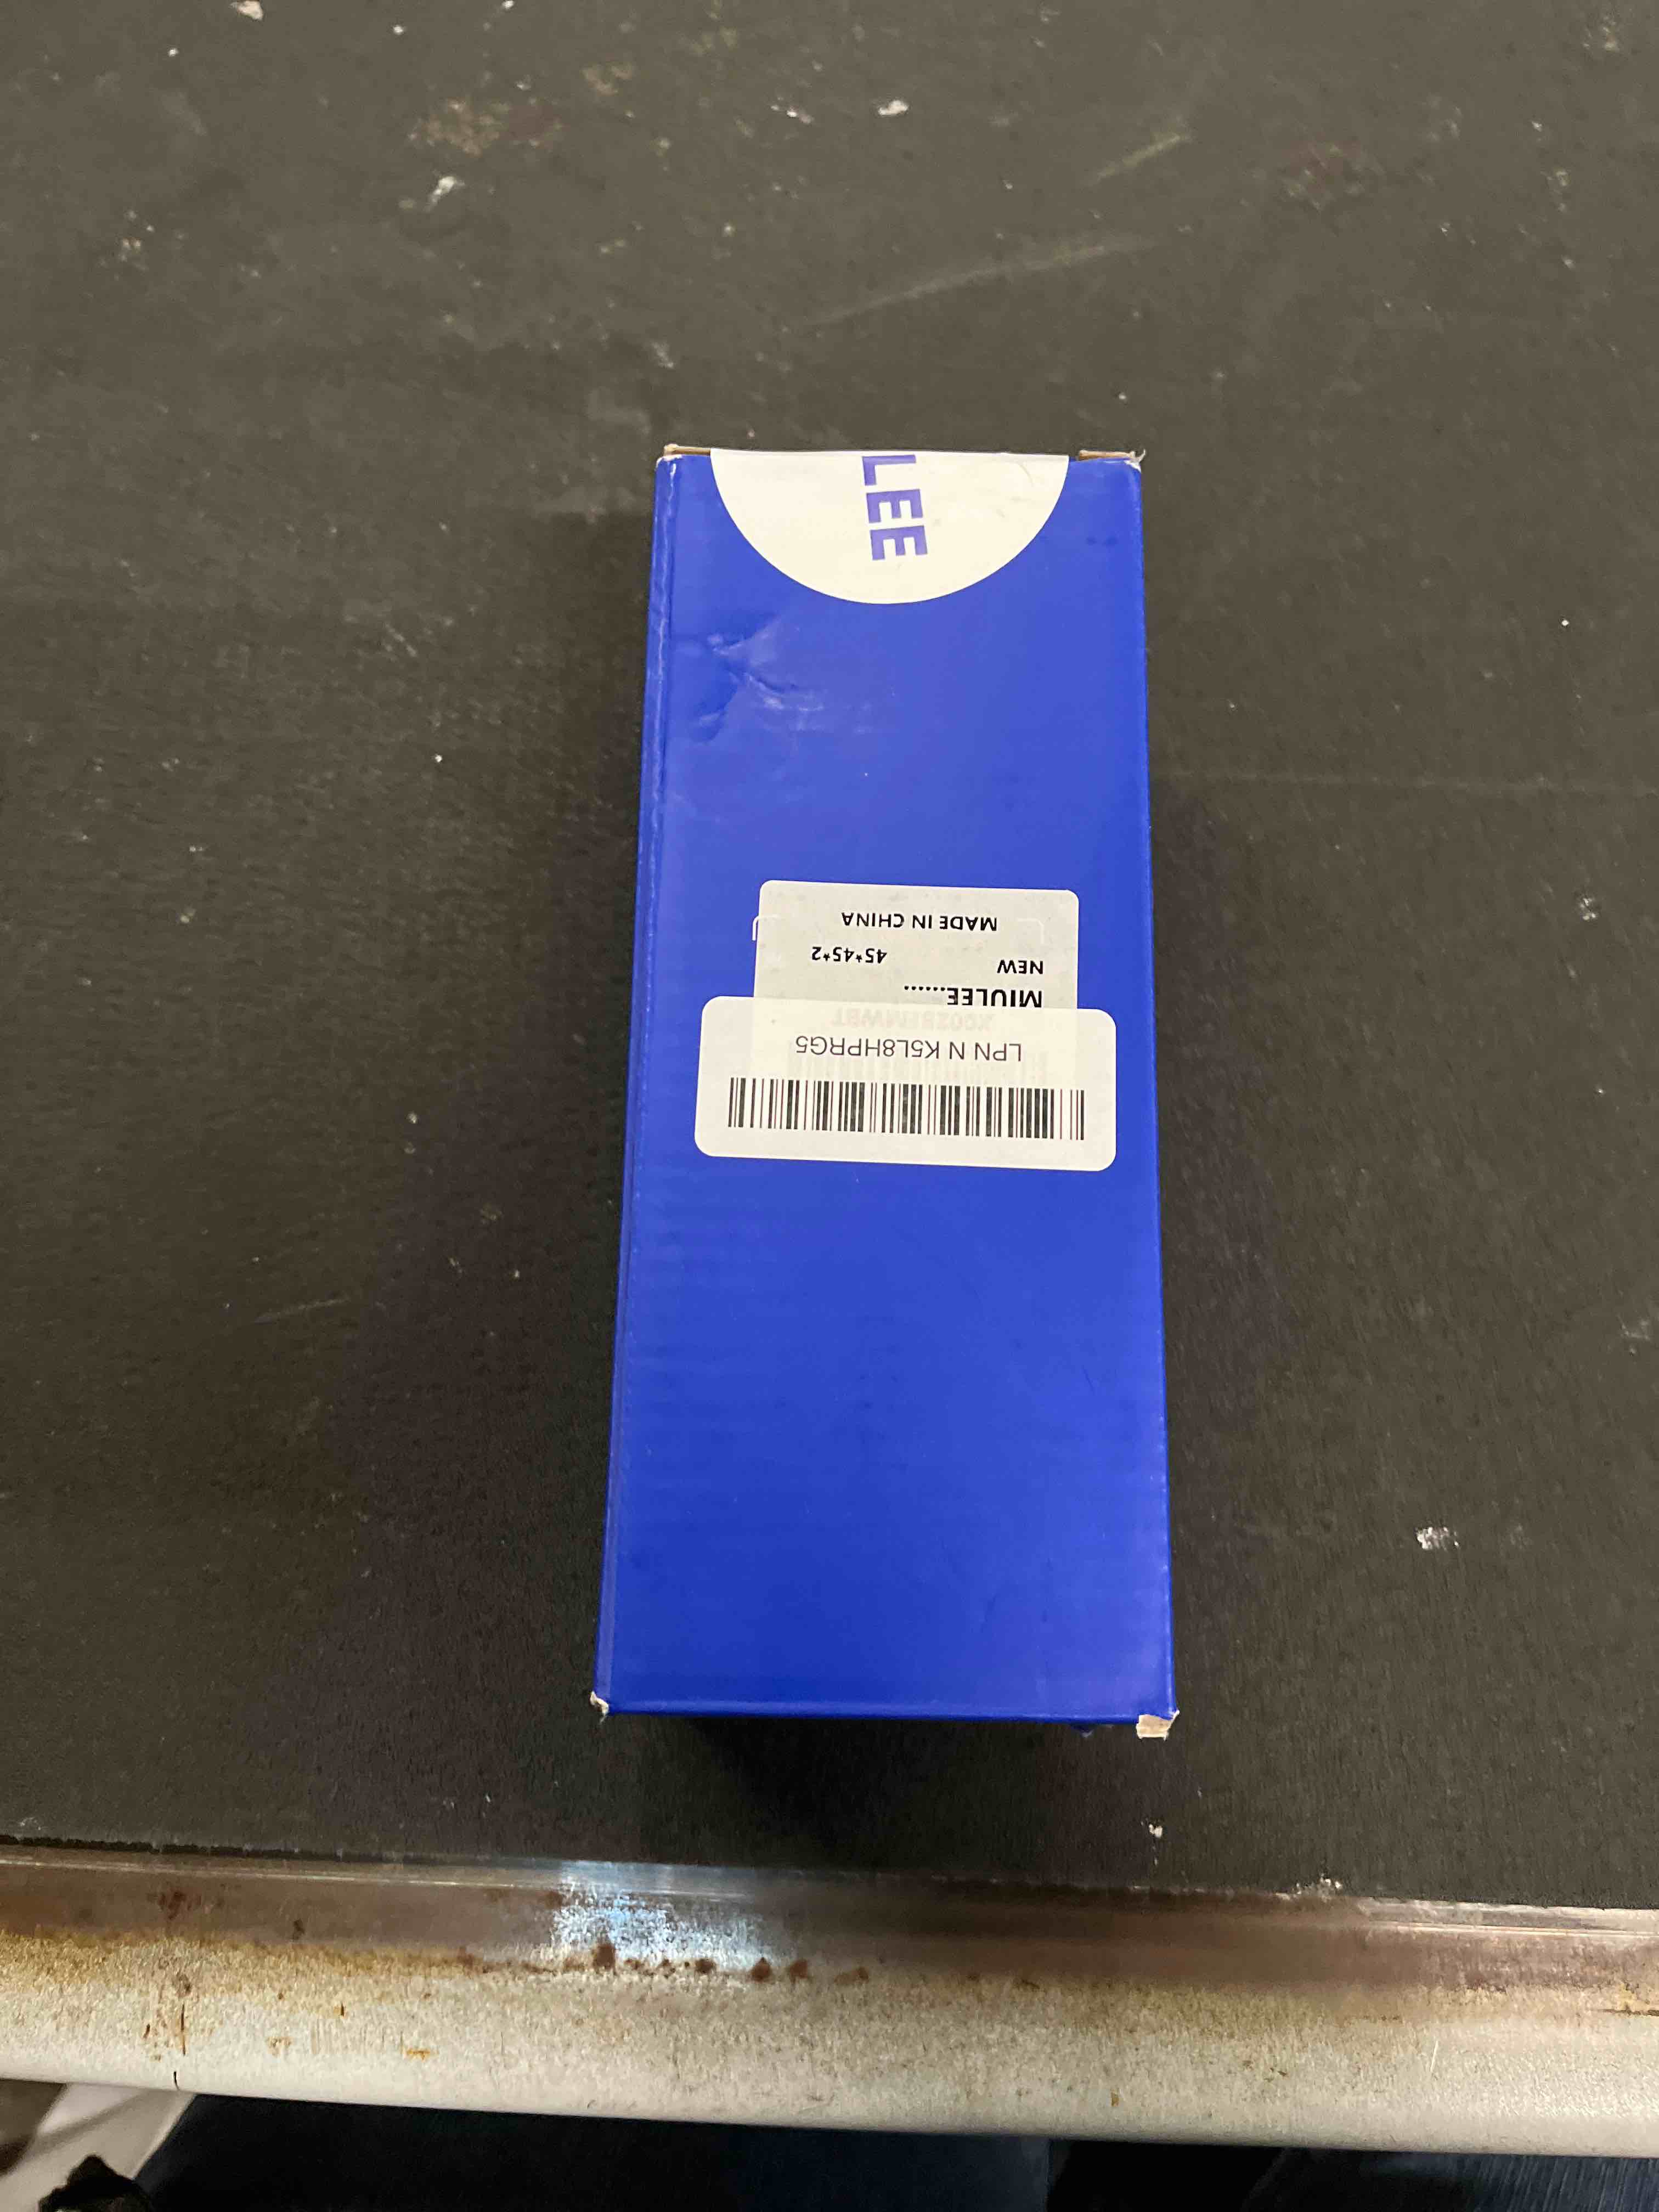 LEE
LPN N K5L8HPRG5
MIULEE......
NEW 45*45*2
MADE IN CHINA